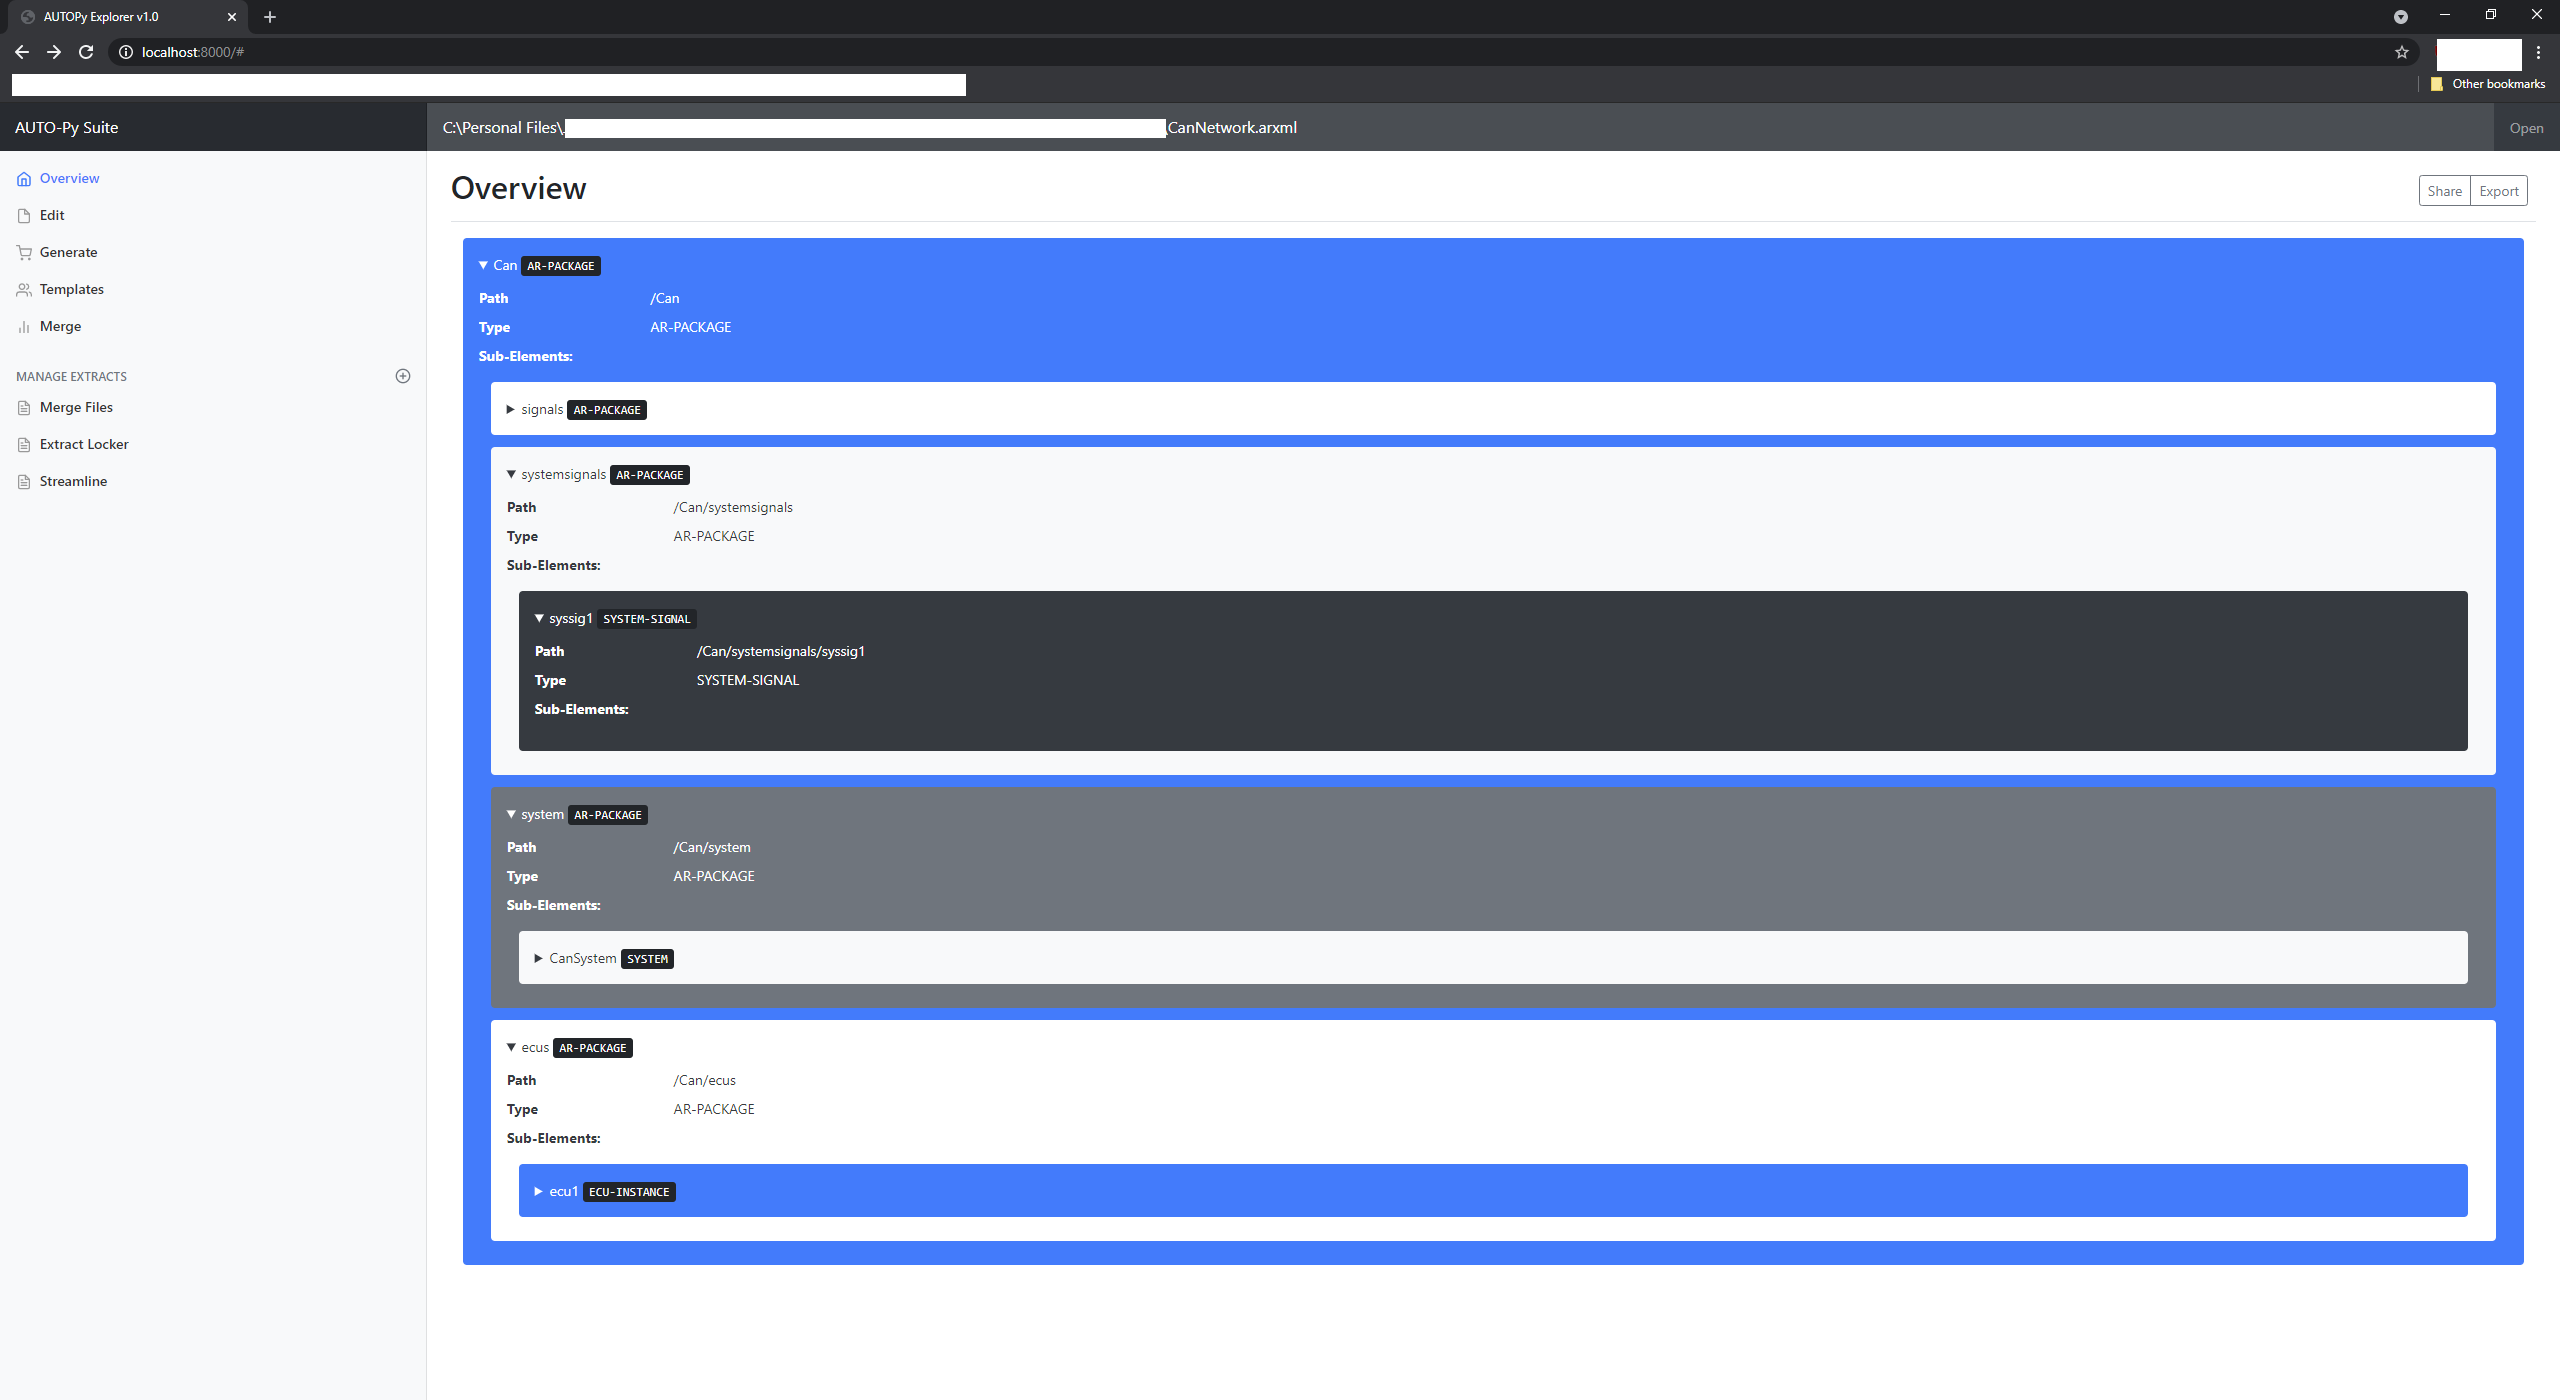 AUTOPy Explorer v1.0
localhost:8000/#
Other bookmarks
AUTO-Py Suite
C:\Personal Files\
\CanNetwork.arxml
Open
Overview
Edit
Generate
Templates
Merge
MANAGE EXTRACTS
Merge Files
Extract Locker
Streamline
Overview
Share Export
Can AR-PACKAGE
Path /Can
Type AR-PACKAGE
Sub-Elements:
signals AR-PACKAGE
systemsignals AR-PACKAGE
Path /Can/systemsignals
Type AR-PACKAGE
Sub-Elements:
syssig1 SYSTEM-SIGNAL
Path /Can/systemsignals/syssig1
Type SYSTEM-SIGNAL
Sub-Elements:
system AR-PACKAGE
Path /Can/system
Type AR-PACKAGE
Sub-Elements:
CanSystem SYSTEM
ecus AR-PACKAGE
Path /Can/ecus
Type AR-PACKAGE
Sub-Elements:
ecu1 ECU-INSTANCE